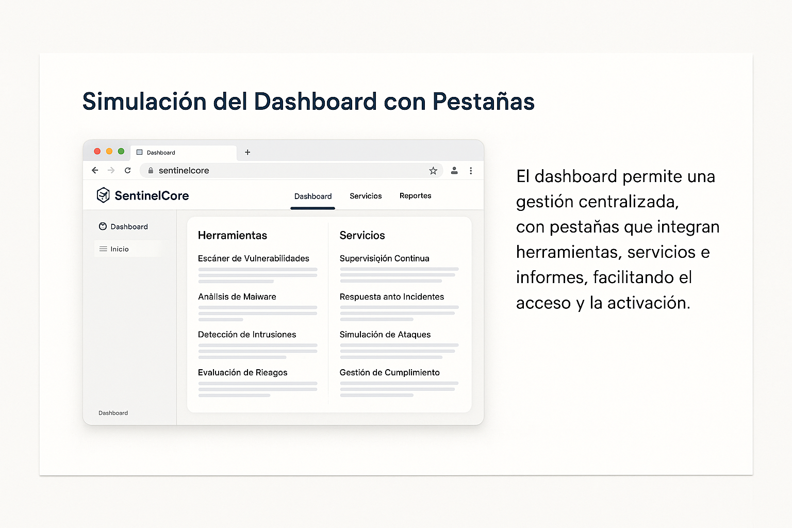 Simulación del Dashboard con Pestañas
Dashboard
sentinelcore
SentinelCore
Dashboard Servicios Reportes
Dashboard
Inicio
Dashboard
Herramientas
Escáner de Vulnerabilidades
Análisis de Maiware
Detección de Intrusiones
Evaluación de Rieagos
Servicios
Supervisigión Continua
Respuesta anto Incidentes
Simulación de Ataques
Gestión de Cumplimiento
El dashboard permite una
gestión centralizada,
con pestañas que integran
herramientas, servicios e
informes, facilitando el
acceso y la activación.